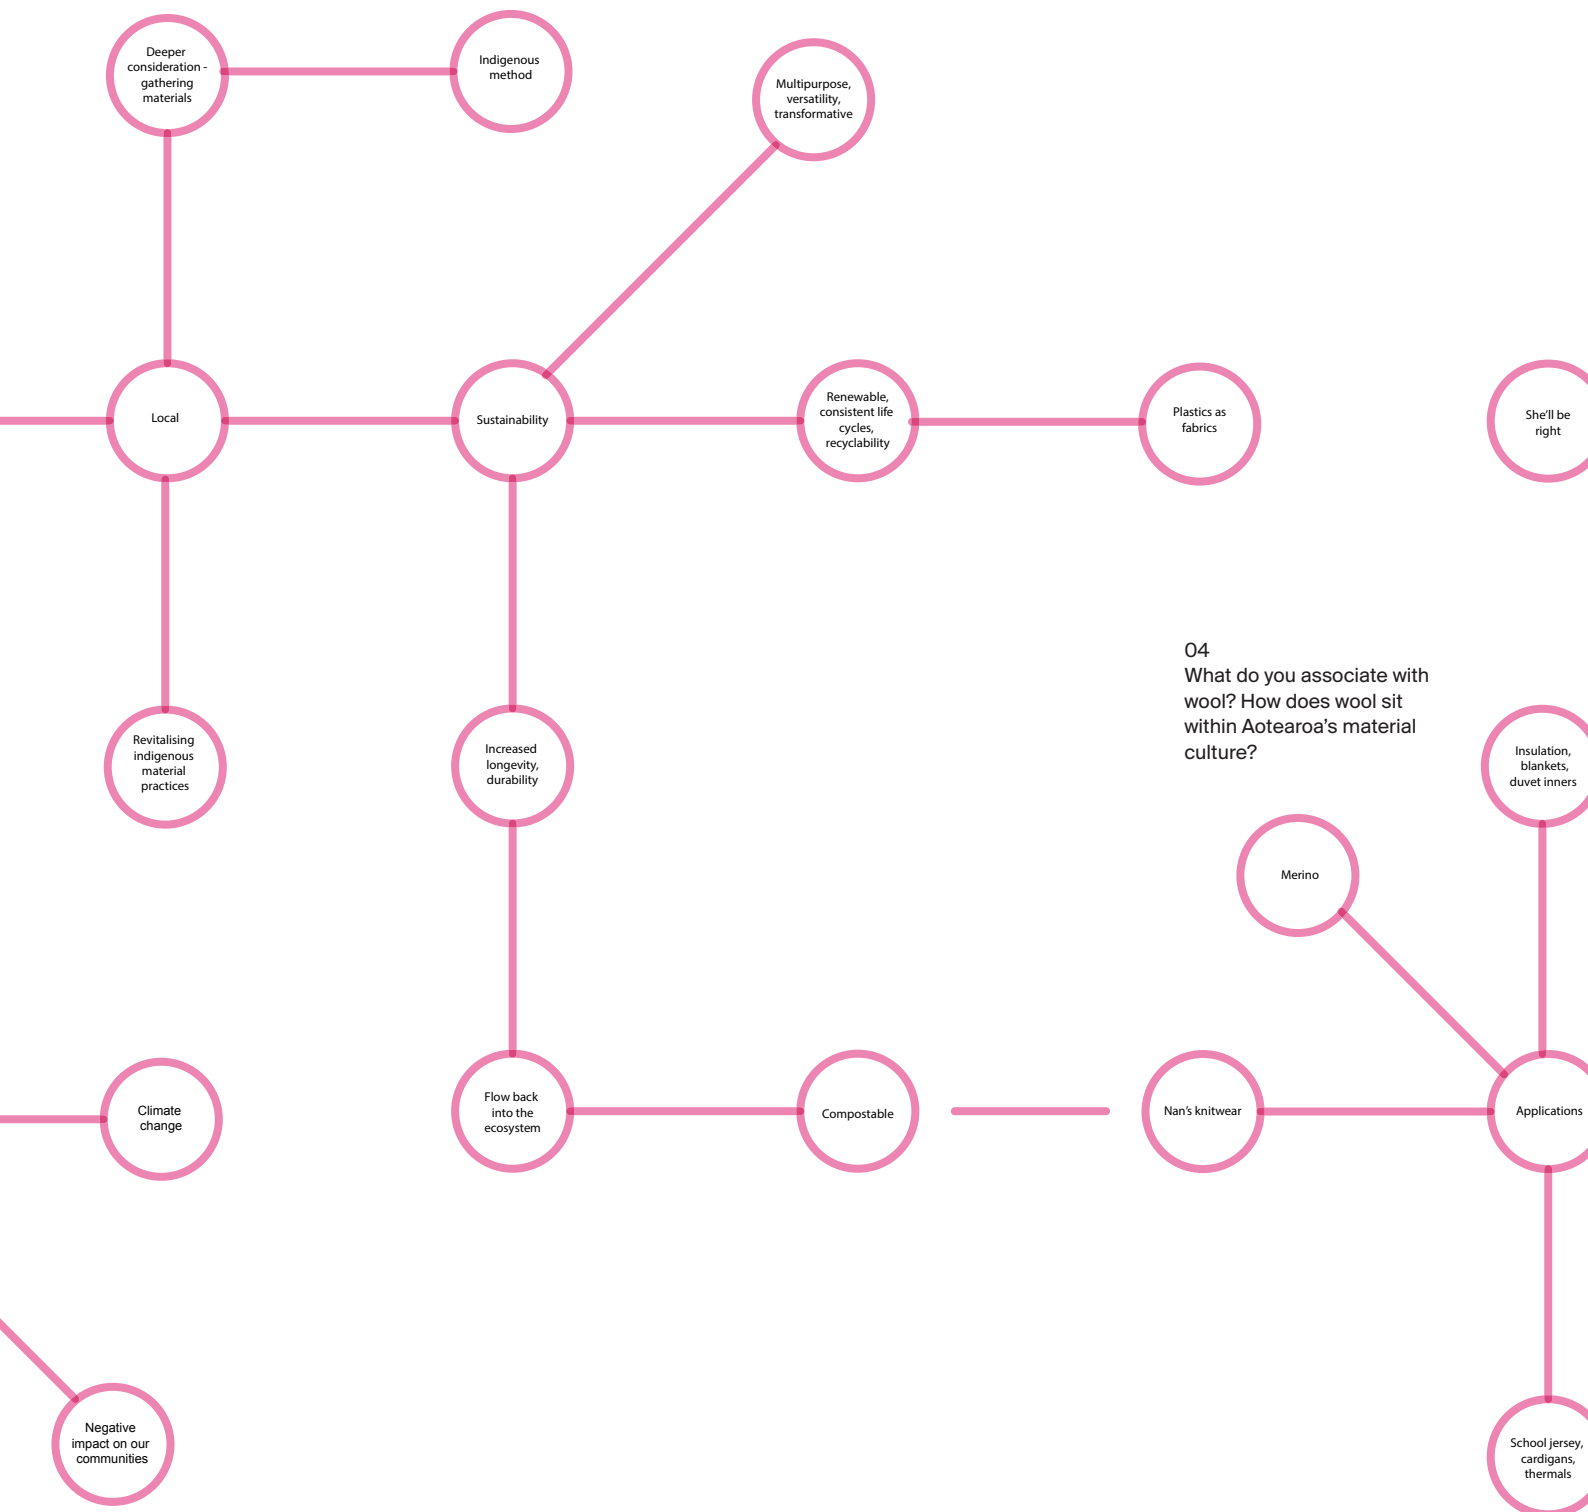 Deeper
consideration -
gathering
materials
Indigenous
method
Multipurpose,
versatility,
transformative
Local
Sustainability
Renewable,
consistent life
cycles,
recyclability
Plastics as
fabrics
She'll be
right
04
What do you associate with
wool? How does wool sit
within Aotearoa's material
culture?
Revitalising
indigenous
material
practices
Increased
longevity,
durability
Insulation,
blankets,
duvet inners
Merino
Climate
change
Flow back
into the
ecosystem
Compostable
Nan's knitwear
Applications
Negative
impact on our
communities
School jersey,
cardigans,
thermals